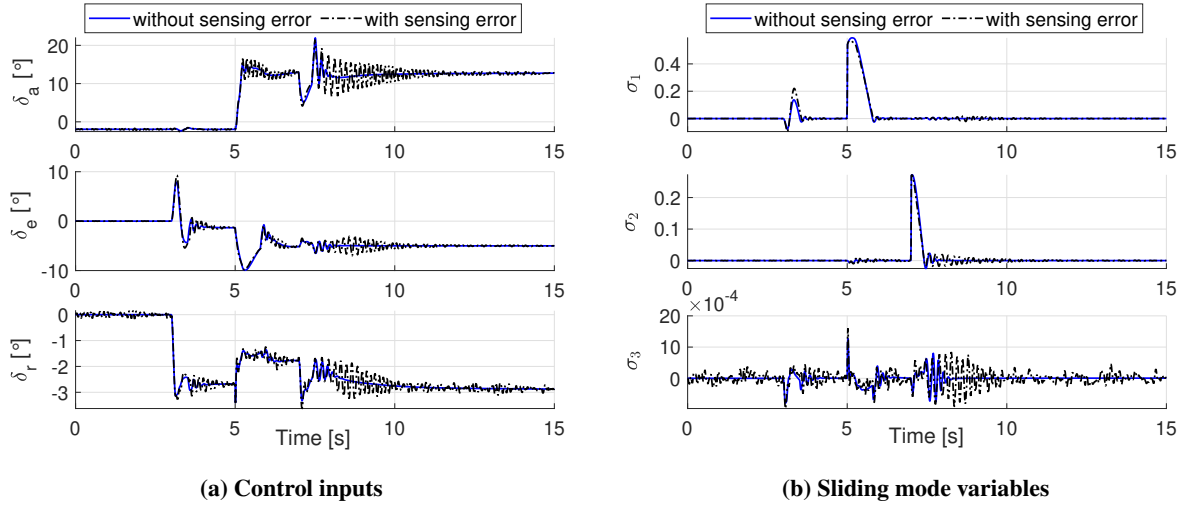 without sensing error with sensing error
20
10
0
δa [°]
0 5 10 15
10
0
-10
δe [°]
0 5 10 15
0
-1
-2
-3
δr [°]
0 5 10 15
Time [s]
(a) Control inputs
without sensing error with sensing error
0.4
0.2
0
σ1
0 5 10 15
0.2
0.1
0
σ2
0 5 10 15
×10-4
20
10
0
σ3
0 5 10 15
Time [s]
(b) Sliding mode variables